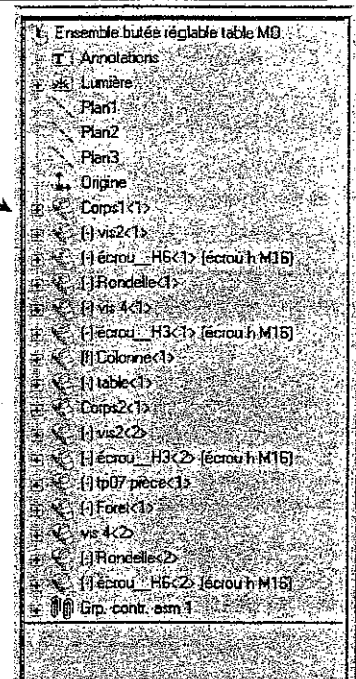 Ensemble butée réglable table MO
Annotations
Lumière
Plan1
Plan2
Plan3
Origine
Corps1<1>
(-) vis2<1>
(-) écrou__H6<1> (écrou h M16)
(-) Rondelle<1>
(-) vis 4<1>
(-) écrou__H3<1> (écrou h M16)
(f) Colonne<1>
(-) table<1>
Corps2<1>
(-) vis2<2>
(-) écrou__H3<2> (écrou h M16)
(-) tp07 pièce<1>
(-) Foret<1>
vis 4<2>
(-) Rondelle<2>
(-) écrou__H6<2> (écrou h M16)
Grp. contr. asm 1